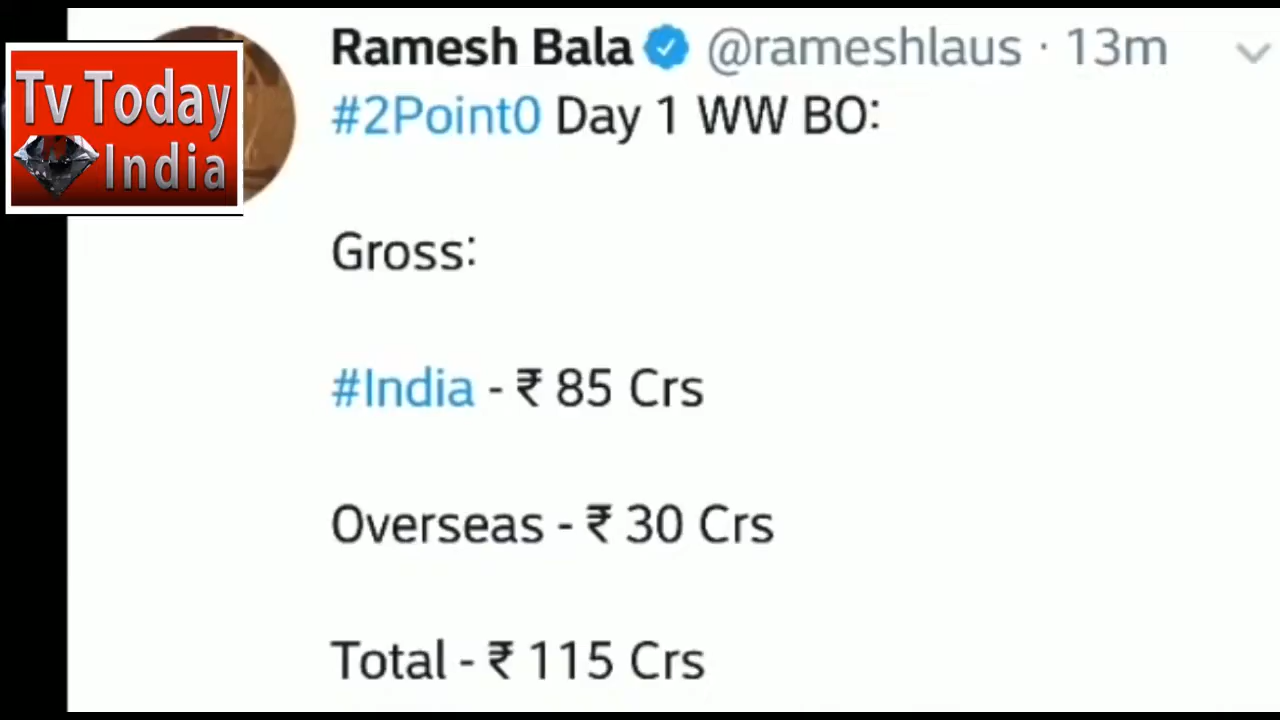 Tv Today
India
Ramesh Bala @rameshlaus · 13m
#2Point0 Day 1 WW BO:
Gross:
#India - ₹ 85 Crs
Overseas - ₹ 30 Crs
Total - ₹ 115 Crs